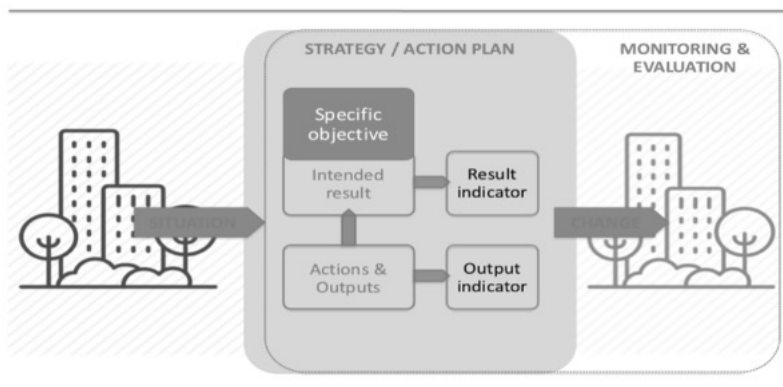 STRATEGY / ACTION PLAN
MONITORING &
EVALUATION
Specific
objective
Intended
result
Result
indicator
SITUATION
CHANGE
Actions &
Outputs
Output
indicator